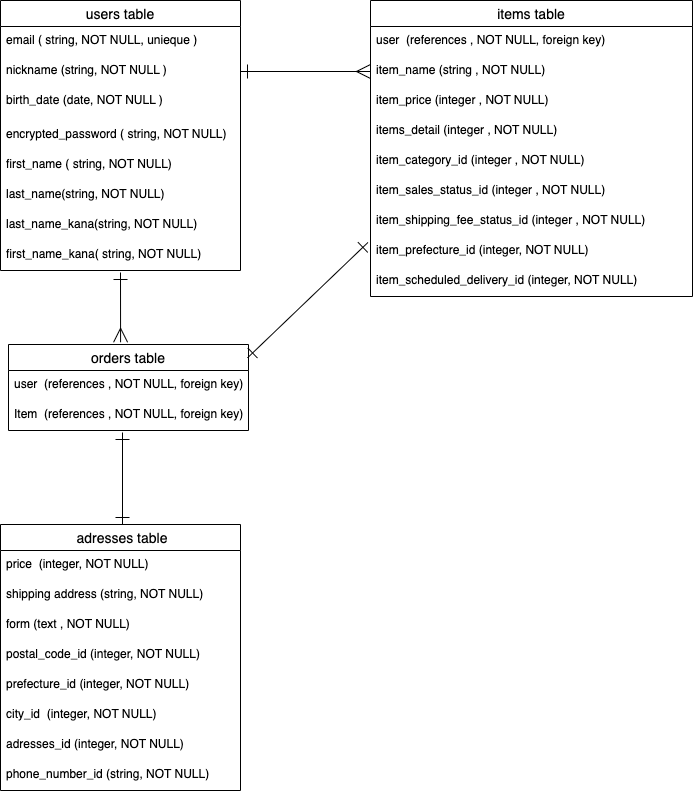 users table
email ( string, NOT NULL, unieque )
nickname (string, NOT NULL )
birth_date (date, NOT NULL )
encrypted_password ( string, NOT NULL)
first_name ( string, NOT NULL)
last_name(string, NOT NULL)
last_name_kana(string, NOT NULL)
first_name_kana( string, NOT NULL)
items table
user (references , NOT NULL, foreign key)
item_name (string , NOT NULL)
item_price (integer , NOT NULL)
items_detail (integer , NOT NULL)
item_category_id (integer , NOT NULL)
item_sales_status_id (integer , NOT NULL)
item_shipping_fee_status_id (integer , NOT NULL)
item_prefecture_id (integer, NOT NULL)
item_scheduled_delivery_id (integer, NOT NULL)
orders table
user (references , NOT NULL, foreign key)
Item (references , NOT NULL, foreign key)
adresses table
price (integer, NOT NULL)
shipping address (string, NOT NULL)
form (text , NOT NULL)
postal_code_id (integer, NOT NULL)
prefecture_id (integer, NOT NULL)
city_id (integer, NOT NULL)
adresses_id (integer, NOT NULL)
phone_number_id (string, NOT NULL)